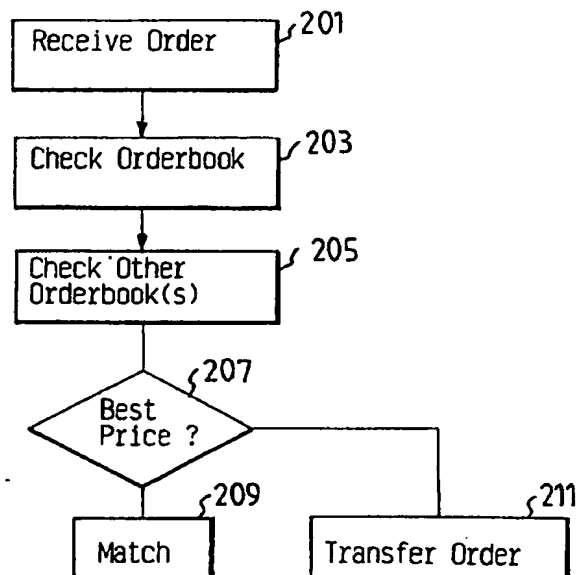 201
Receive Order
203
Check Orderbook
205
Check Other
Orderbook(s)
207
Best
Price ?
209
211
Match
Transfer Order